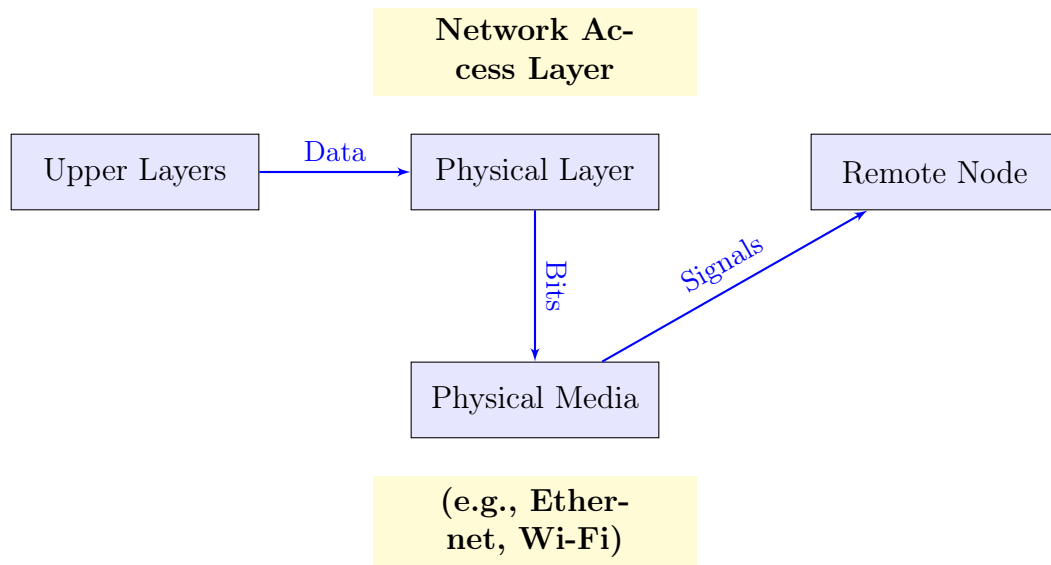 Network Ac-
cess Layer
Upper Layers
Data
Physical Layer
Remote Node
Bits
Signals
Physical Media
(e.g., Ether-
net, Wi-Fi)